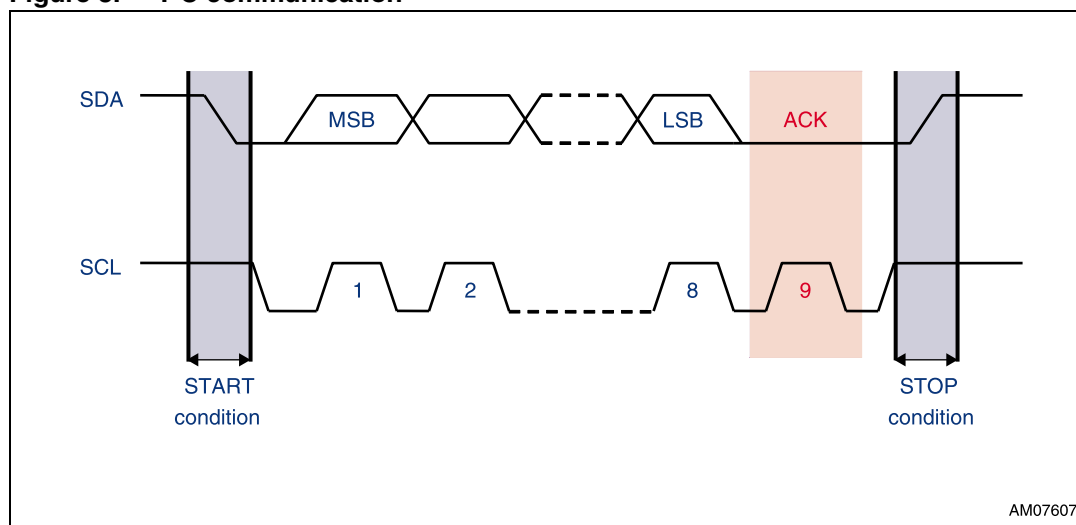 SDA
MSB
LSB
ACK
SCL
1
2
8
9
START
condition
STOP
condition
AM07607